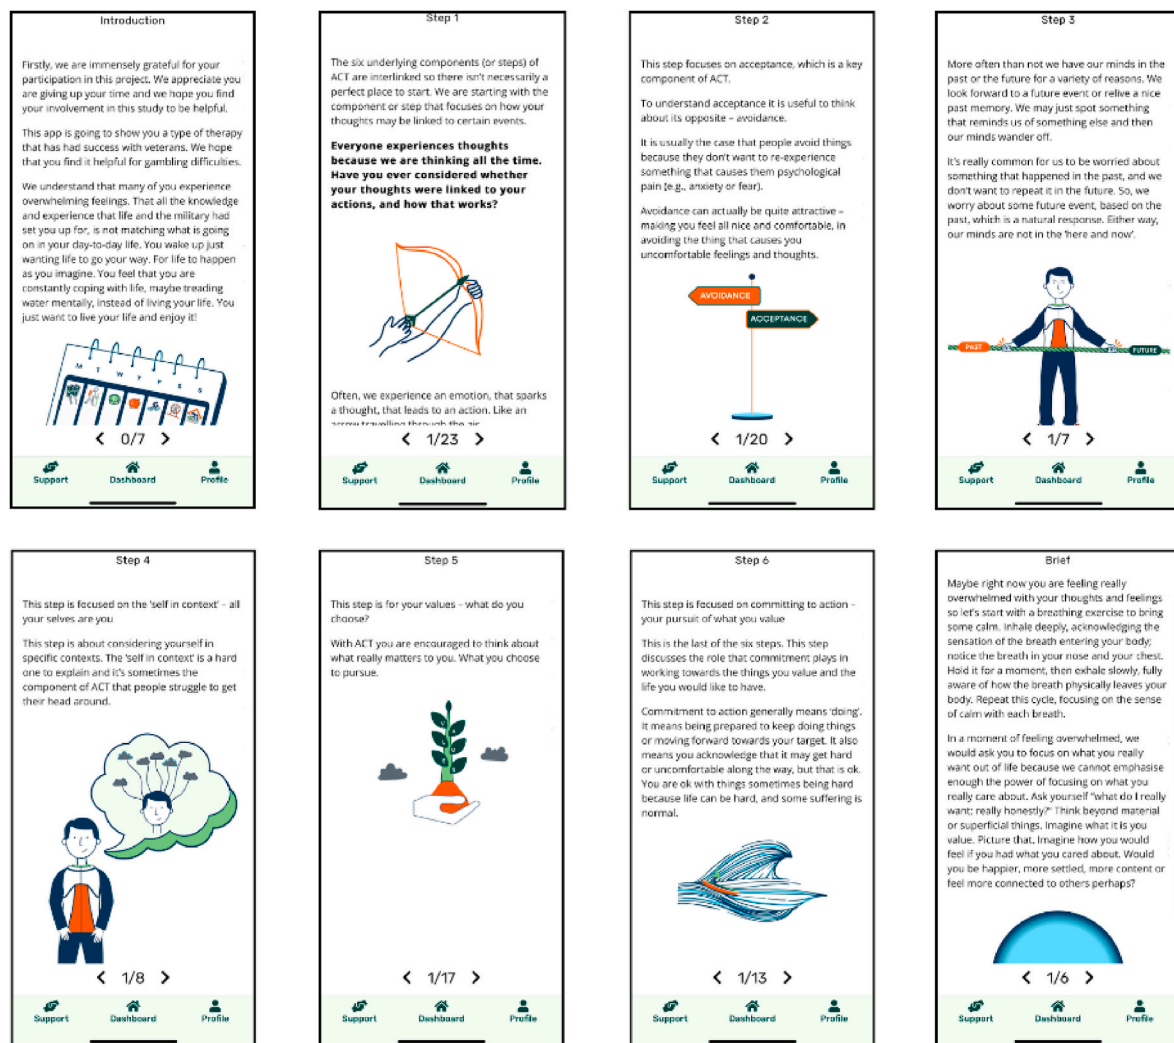 Introduction
Firstly, we are immensely grateful for your
participation in this project. We appreciate you
are giving up your time and we hope you find
your involvement in this study to be helpful.
This app is going to show you a type of therapy
that has had success with veterans. We hope
that you find it helpful for gambling difficulties.
We understand that many of you experience
overwhelming feelings. That all the knowledge
and experience that life and the military had
set you up for, is not matching what is going
on in your day-to-day life. You wake up just
wanting life to go your way. For life to happen
as you imagine. You feel that you are
constantly coping with life, maybe treading
water mentally, instead of living your life. You
just want to live your life and enjoy it!
M T W T F S S
0/7
Support Dashboard Profile
Step 1
The six underlying components (or steps) of
ACT are interlinked so there isn't necessarily a
perfect place to start. We are starting with the
component or step that focuses on how your
thoughts may be linked to certain events.
Everyone experiences thoughts
because we are thinking all the time.
Have you ever considered whether
your thoughts were linked to your
actions, and how that works?
Often, we experience an emotion, that sparks
a thought, that leads to an action. Like an
arrow travelling through the air
1/23
Support Dashboard Profile
Step 2
This step focuses on acceptance, which is a key
component of ACT.
To understand acceptance it is useful to think
about its opposite – avoidance.
It is usually the case that people avoid things
because they don't want to re-experience
something that causes them psychological
pain (e.g., anxiety or fear).
Avoidance can actually be quite attractive –
making you feel all nice and comfortable, in
avoiding the thing that causes you
uncomfortable feelings and thoughts.
AVOIDANCE
ACCEPTANCE
1/20
Support Dashboard Profile
Step 3
More often than not we have our minds in the
past or the future for a variety of reasons. We
look forward to a future event or relive a nice
past memory. We may just spot something
that reminds us of something else and then
our minds wander off.
It's really common for us to be worried about
something that happened in the past, and we
don't want to repeat it in the future. So, we
worry about some future event, based on the
past, which is a natural response. Either way,
our minds are not in the 'here and now'.
PAST
FUTURE
1/7
Support Dashboard Profile
Step 4
This step is focused on the 'self in context' – all
your selves are you
This step is about considering yourself in
specific contexts. The 'self in context' is a hard
one to explain and it's sometimes the
component of ACT that people struggle to get
their head around.
1/8
Support Dashboard Profile
Step 5
This step is for your values – what do you
choose?
With ACT you are encouraged to think about
what really matters to you. What you choose
to pursue.
1/17
Support Dashboard Profile
Step 6
This step is focused on committing to action –
your pursuit of what you value
This is the last of the six steps. This step
discusses the role that commitment plays in
working towards the things you value and the
life you would like to have.
Commitment to action generally means 'doing'.
It means being prepared to keep doing things
or moving forward towards your target. It also
means you acknowledge that it may get hard
or uncomfortable along the way, but that is ok.
You are ok with things sometimes being hard
because life can be hard, and some suffering is
normal.
1/13
Support Dashboard Profile
Brief
Maybe right now you are feeling really
overwhelmed with your thoughts and feelings
so let's start with a breathing exercise to bring
some calm. Inhale deeply, acknowledging the
sensation of the breath entering your body;
notice the breath in your nose and your chest.
Hold it for a moment, then exhale slowly, fully
aware of how the breath physically leaves your
body. Repeat this cycle, focusing on the sense
of calm with each breath.
In a moment of feeling overwhelmed, we
would ask you to focus on what you really
want out of life because we cannot emphasise
enough the power of focusing on what you
really care about. Ask yourself "what do I really
want; really honestly?" Think beyond material
or superficial things. Imagine what it is you
value. Picture that. Imagine how you would
feel if you had what you cared about. Would
you be happier, more settled, more content or
feel more connected to others perhaps?
1/6
Support Dashboard Profile